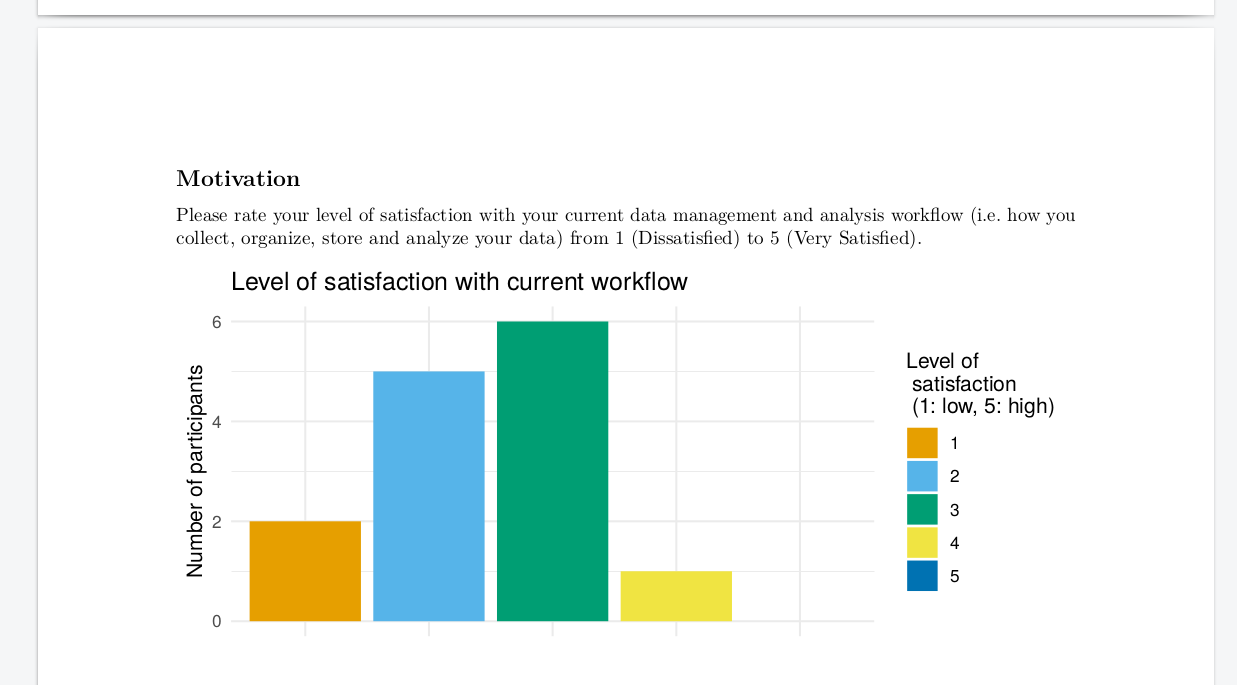 Motivation
Please rate your level of satisfaction with your current data management and analysis workflow (i.e. how you
collect, organize, store and analyze your data) from 1 (Dissatisfied) to 5 (Very Satisfied).
Level of satisfaction with current workflow
Number of participants
6
4
2
0
Level of
satisfaction
(1: low, 5: high)
1
2
3
4
5